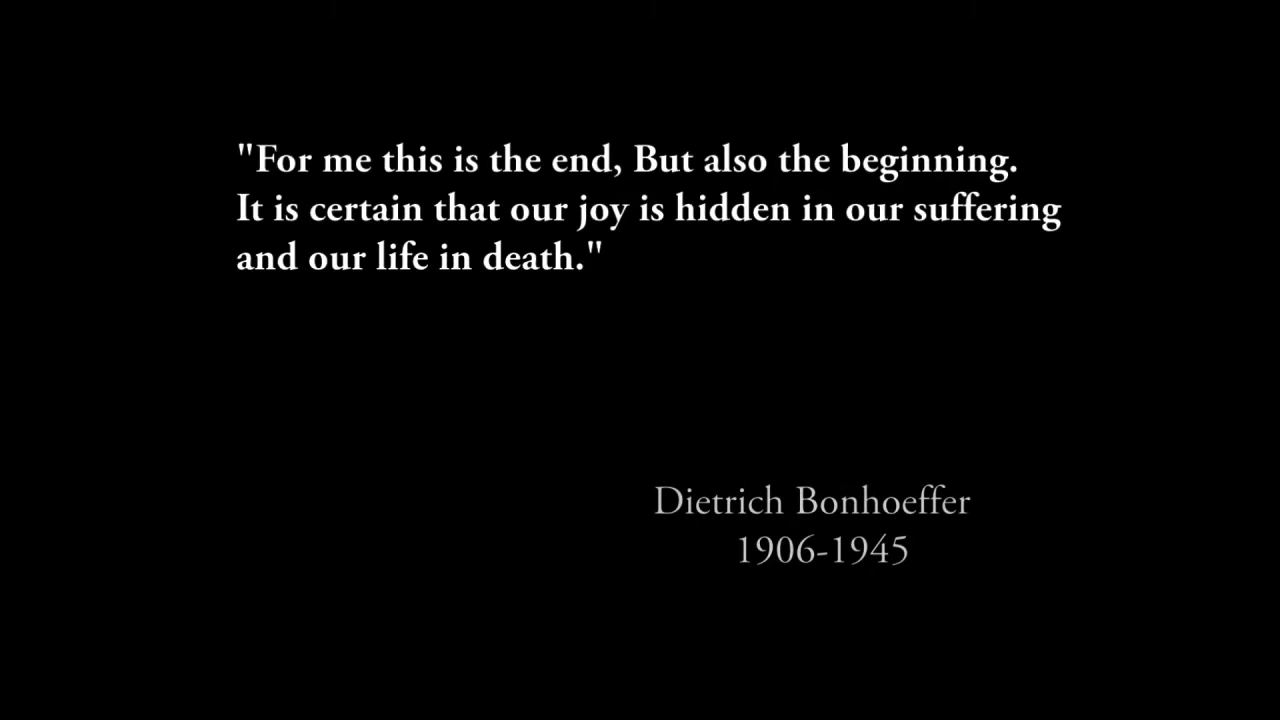 "For me this is the end, But also the beginning.
It is certain that our joy is hidden in our suffering
and our life in death."
Dietrich Bonhoeffer
1906-1945